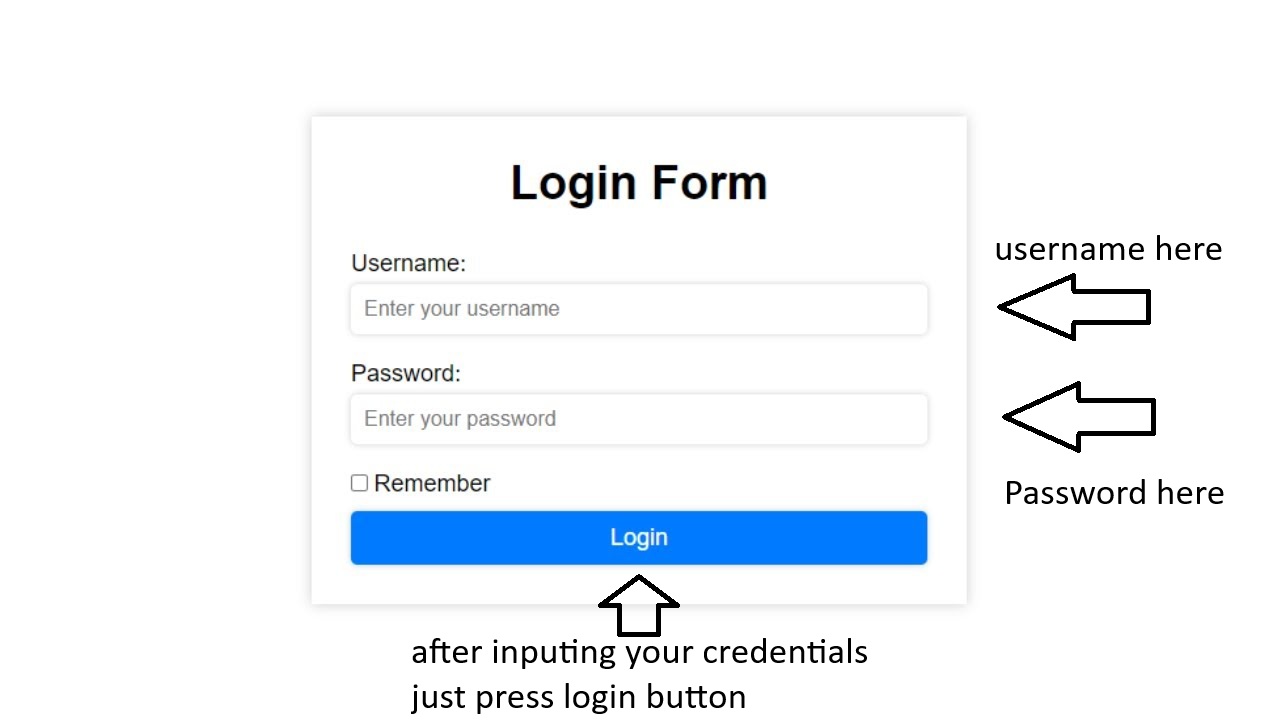 Login Form
Username:
username here
Enter your username
Password:
Enter your password
Remember
Password here
Login
after inputing your credentials
just press login button